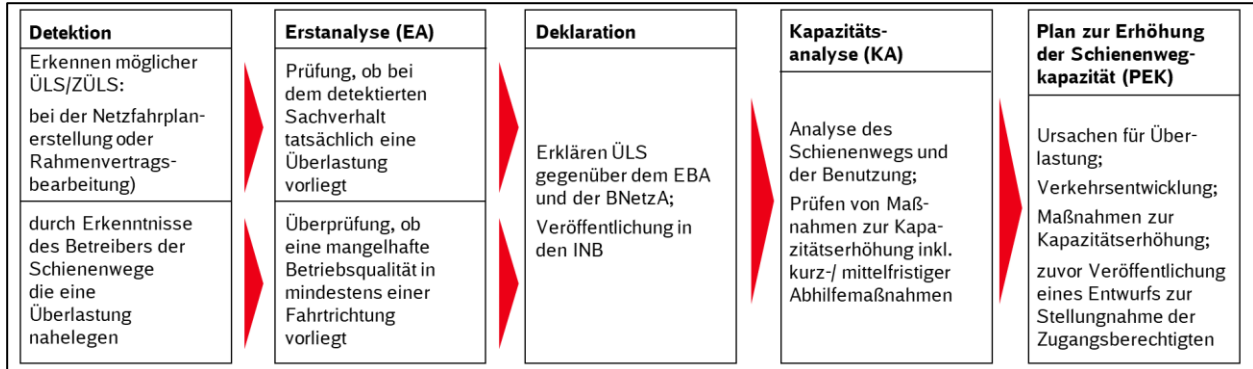 Detektion
Erkennen möglicher
ÜLS/ZÜLS:
bei der Netzfahrplan-
erstellung oder
Rahmenvertrags-
bearbeitung)
durch Erkenntnisse
des Betreibers der
Schienenwege
die eine
Überlastung
nahelegen
Erstanalyse (EA)
Prüfung, ob bei
dem detektierten
Sachverhalt
tatsächlich eine
Überlastung
vorliegt
Überprüfung, ob
eine mangelhafte
Betriebsqualität in
mindestens einer
Fahrtrichtung
vorliegt
Deklaration
Erklären ÜLS
gegenüber dem EBA
und der BNetzA;
Veröffentlichung in
den INB
Kapazitäts-
analyse (KA)
Analyse des
Schienenwegs und
der Benutzung;
Prüfen von Maß-
nahmen zur Kapa-
zitätserhöhung inkl.
kurz-/ mittelfristiger
Abhilfemaßnahmen
Plan zur Erhöhung
der Schienenweg-
kapazität (PEK)
Ursachen für Über-
lastung;
Verkehrsentwicklung;
Maßnahmen zur
Kapazitätserhöhung;
zuvor Veröffentlichung
eines Entwurfs zur
Stellungnahme der
Zugangsberechtigten